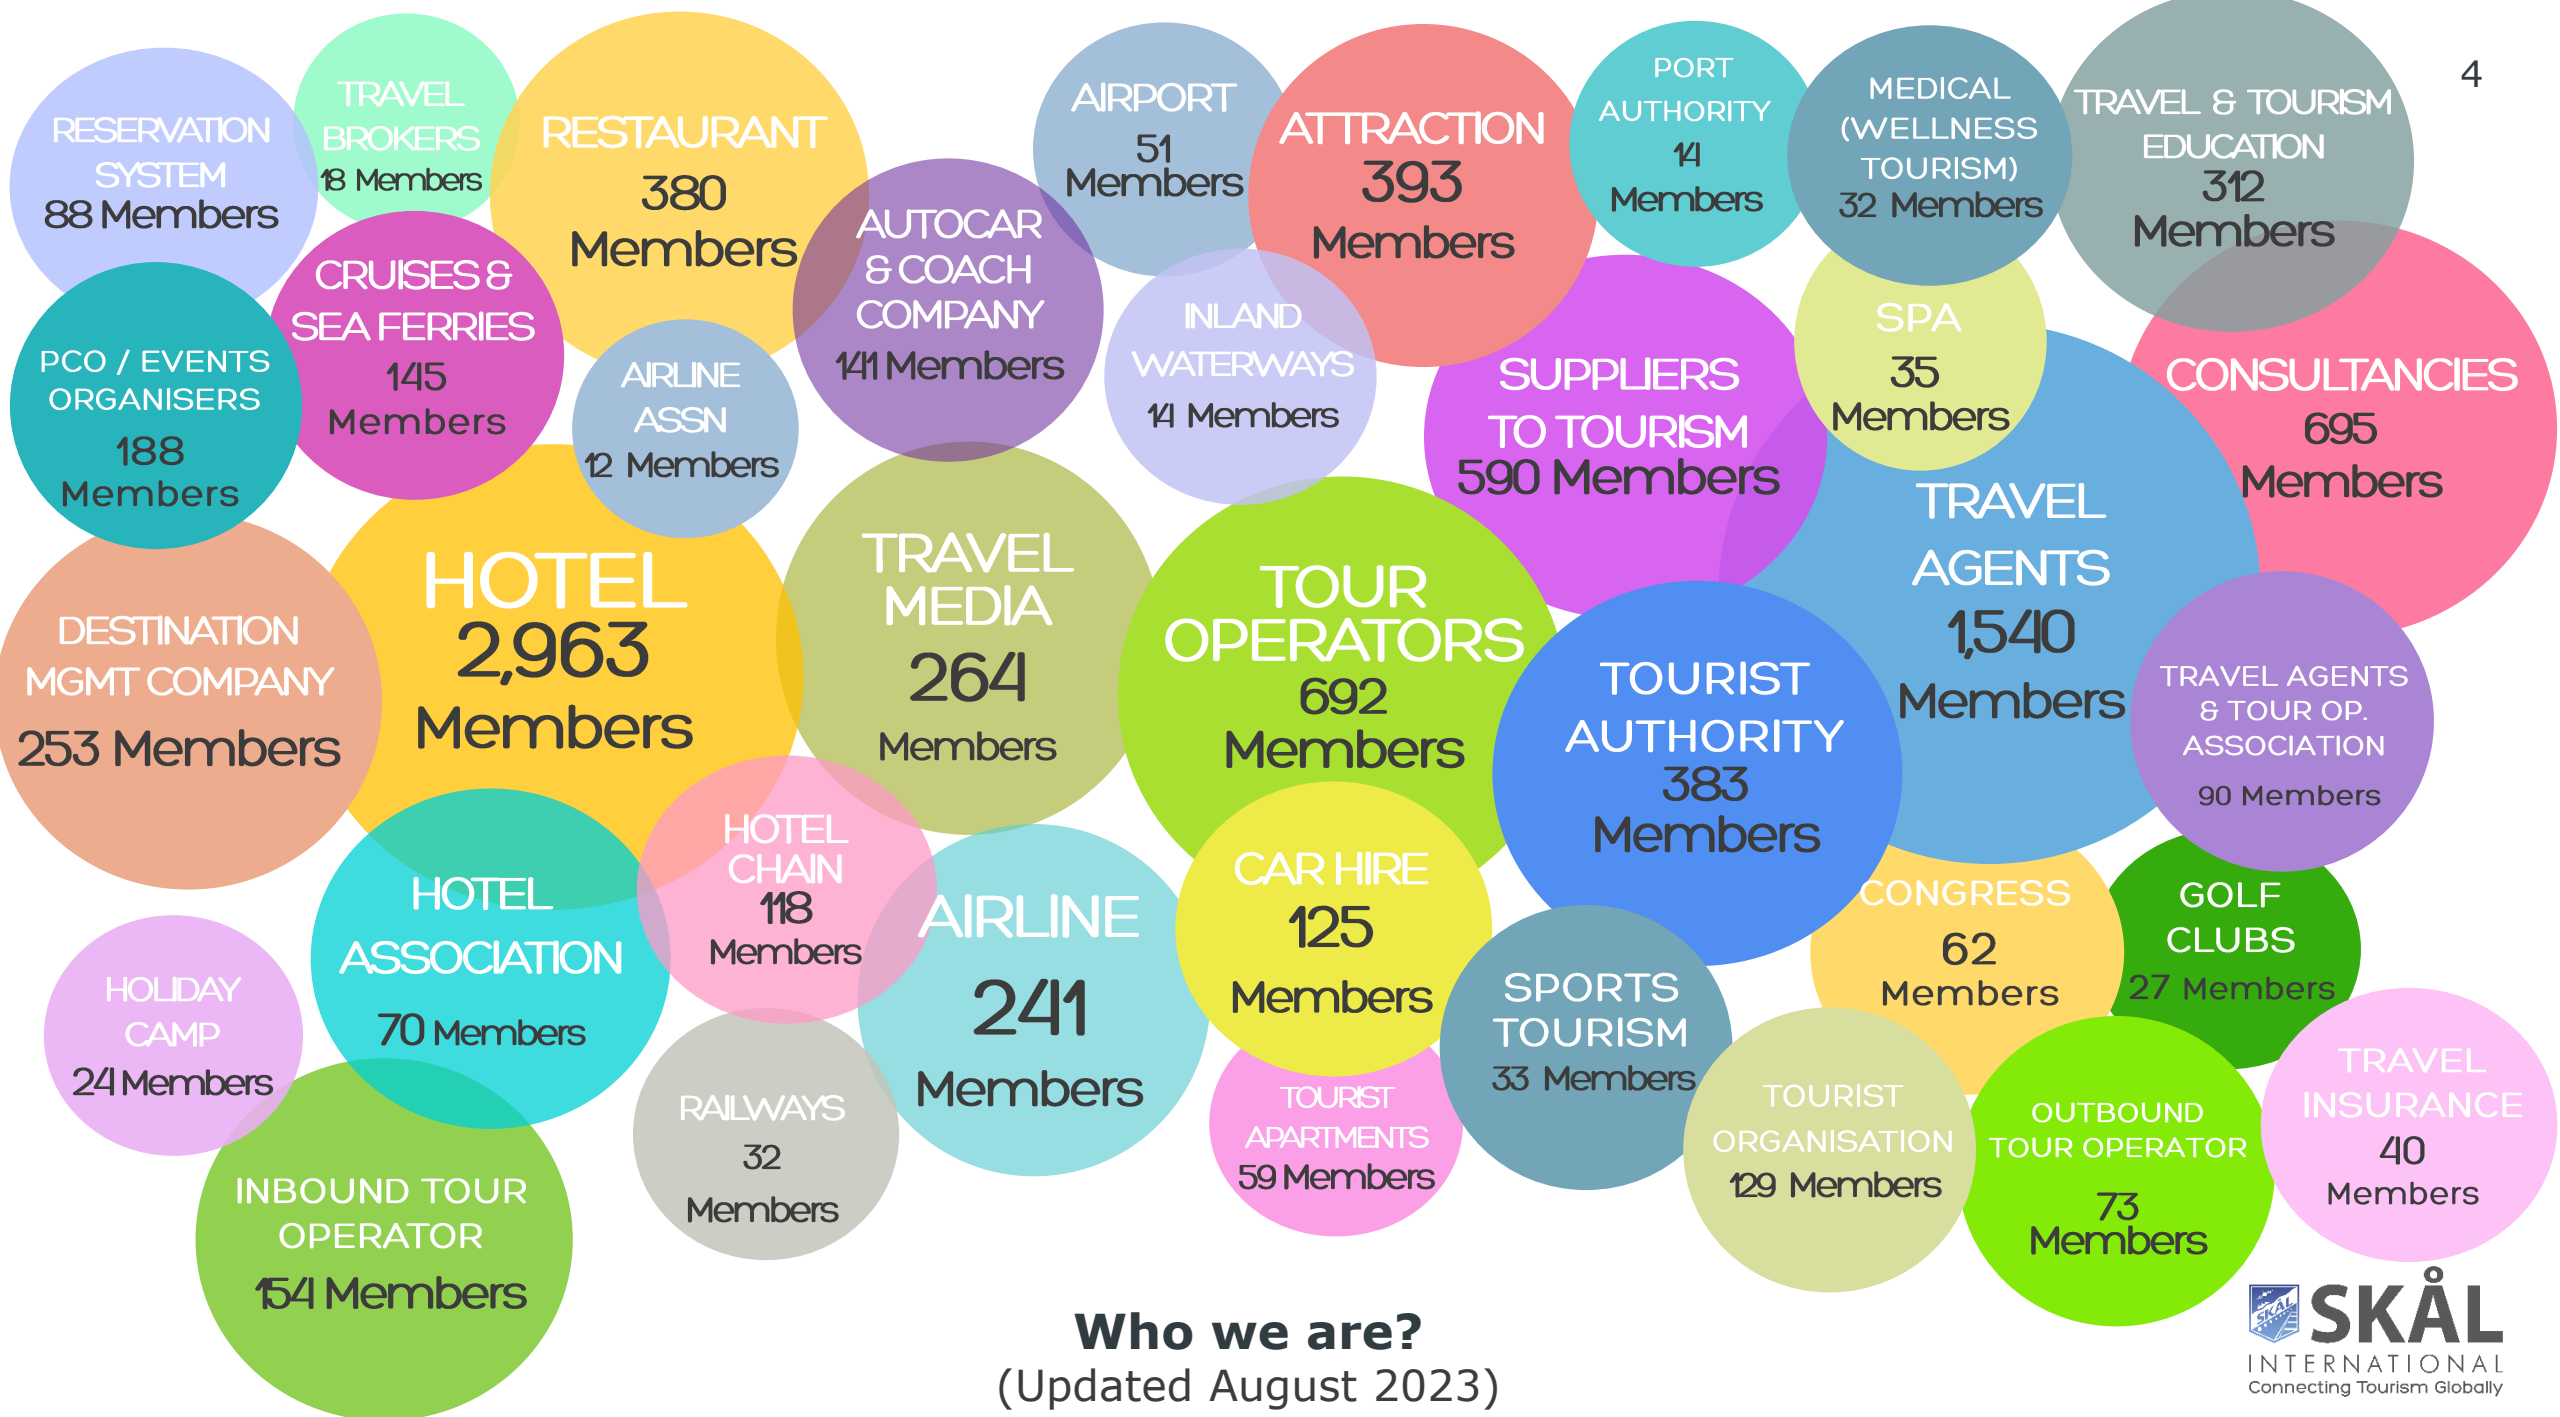 4
RESERVATION
SYSTEM
88 Members
TRAVEL
BROKERS
18 Members
RESTAURANT
380
Members
AIRPORT
51
Members
ATTRACTION
393
Members
PORT
AUTHORITY
14
Members
MEDICAL
(WELLNESS
TOURISM)
32 Members
TRAVEL & TOURISM
EDUCATION
312
Members
PCO / EVENTS
ORGANISERS
188
Members
CRUISES &
SEA FERRIES
145
Members
AIRLINE
ASSN
12 Members
AUTOCAR
& COACH
COMPANY
141 Members
INLAND
WATERWAYS
14 Members
SUPPLIERS
TO TOURISM
590 Members
SPA
35
Members
CONSULTANCIES
695
Members
DESTINATION
MGMT COMPANY
253 Members
HOTEL
2,963
Members
TRAVEL
MEDIA
264
Members
TOUR
OPERATORS
692
Members
TOURIST
AUTHORITY
383
Members
TRAVEL
AGENTS
1,540
Members
TRAVEL AGENTS
& TOUR OP.
ASSOCIATION
90 Members
HOLIDAY
CAMP
24 Members
HOTEL
ASSOCIATION
70 Members
HOTEL
CHAIN
118
Members
AIRLINE
241
Members
CAR HIRE
125
Members
SPORTS
TOURISM
33 Members
CONGRESS
62
Members
GOLF
CLUBS
27 Members
INBOUND TOUR
OPERATOR
154 Members
RAILWAYS
32
Members
TOURIST
APARTMENTS
59 Members
TOURIST
ORGANISATION
129 Members
OUTBOUND
TOUR OPERATOR
73
Members
TRAVEL
INSURANCE
40
Members
Who we are?
(Updated August 2023)
SKÅL
SKÅL
INTERNATIONAL
Connecting Tourism Globally